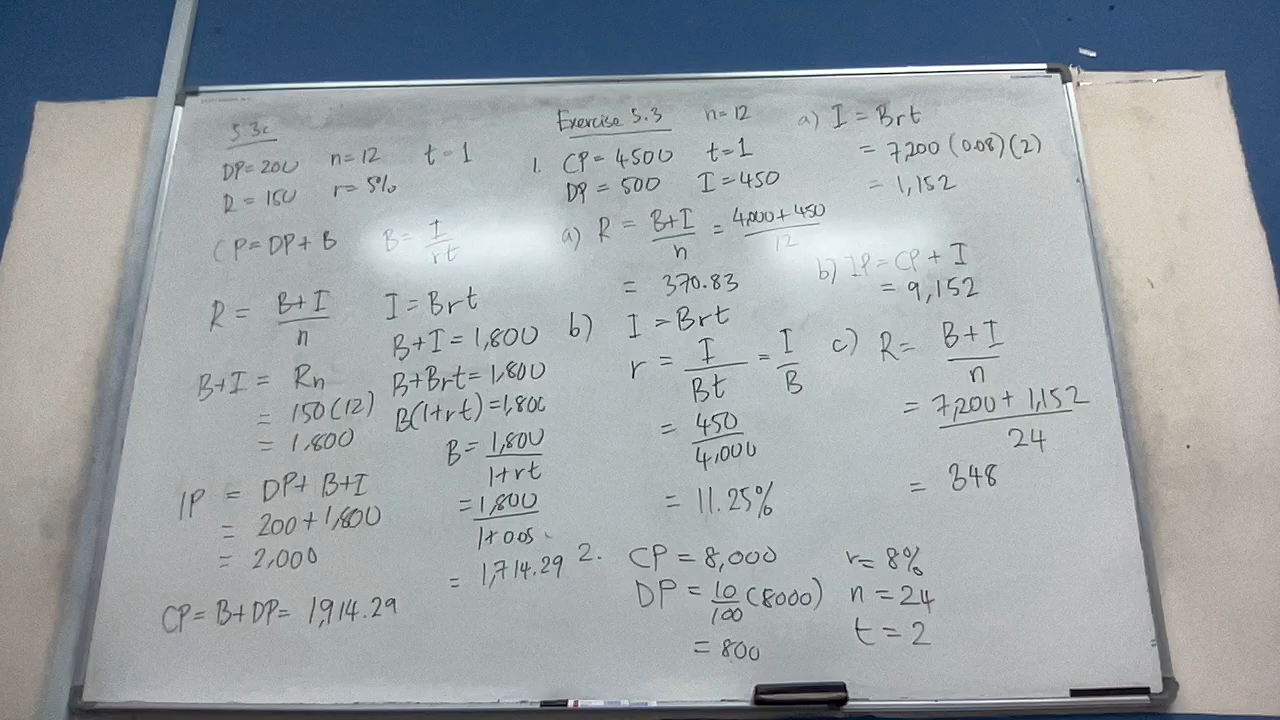 5.3c
DP=200 n=12 t=1
R=150 r=5%
CP=DP+B B=I/rt
R = B+I/n I=Brt
B+I=1,800
B+I = Rn B+Brt=1,800
= 150(12) B(1+rt)=1,800
= 1,800 B=1,800/1+rt
IP = DP+B+I
= 200+1,800 =1,800/1+0.05
= 2,000
= 1,714.29
CP=B+DP= 1,914.29
Exercise 5.3 n=12
1. CP=4500 t=1
DP=500 I=450
a) R = B+I/n = 4,000+450/12
= 370.83
b) I=Brt
r = I/Bt = I/B
= 450/4,000
= 11.25%
2. CP=8,000 r=8%
DP=10/100(8000) n=24
=800 t=2
a) I=Brt
= 7,200(0.08)(2)
= 1,152
b) IP=CP+I
= 9,152
c) R= B+I/n
= 7,200+1,152/24
= 348